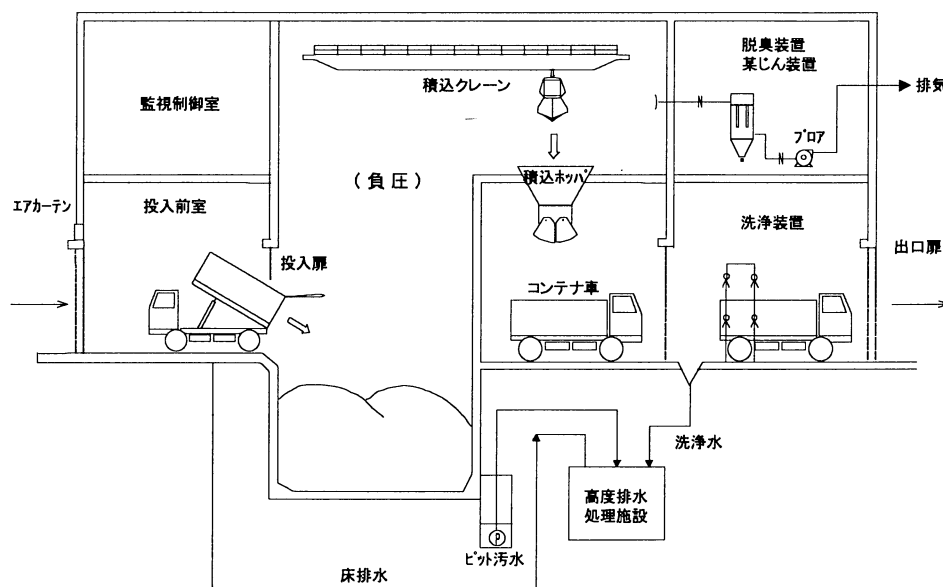 脱臭装置
某じん装置
積込クレーン
排気
監視制御室
ブロア
(負圧)
積込ホッパ
エアカーテン
投入前室
洗浄装置
投入扉
出口扉
コンテナ車
洗浄水
高度排水
処理施設
P
ピット汚水
床排水